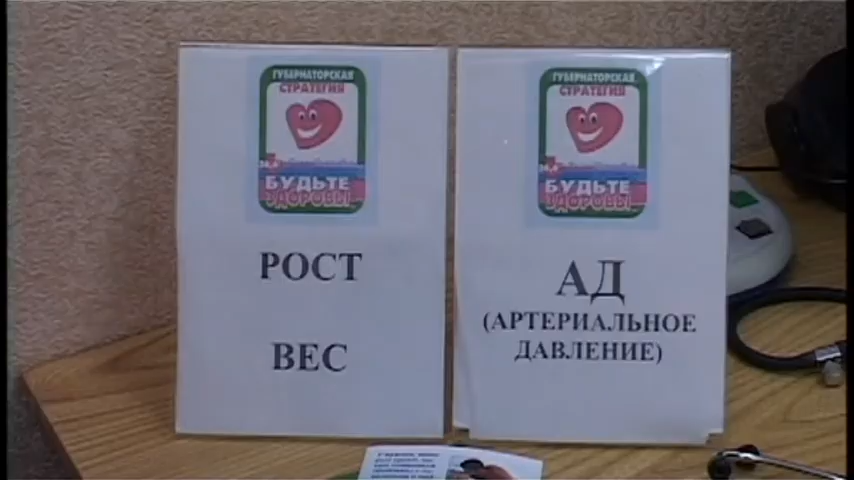 ГУБЕРНАТОРСКАЯ
СТРАТЕГИЯ
БУДЬТЕ
ЗДОРОВЫ!
РОСТ
ВЕС
ГУБЕРНАТОРСКАЯ
СТРАТЕГИЯ
БУДЬТЕ
ЗДОРОВЫ!
АД
(АРТЕРИАЛЬНОЕ
ДАВЛЕНИЕ)